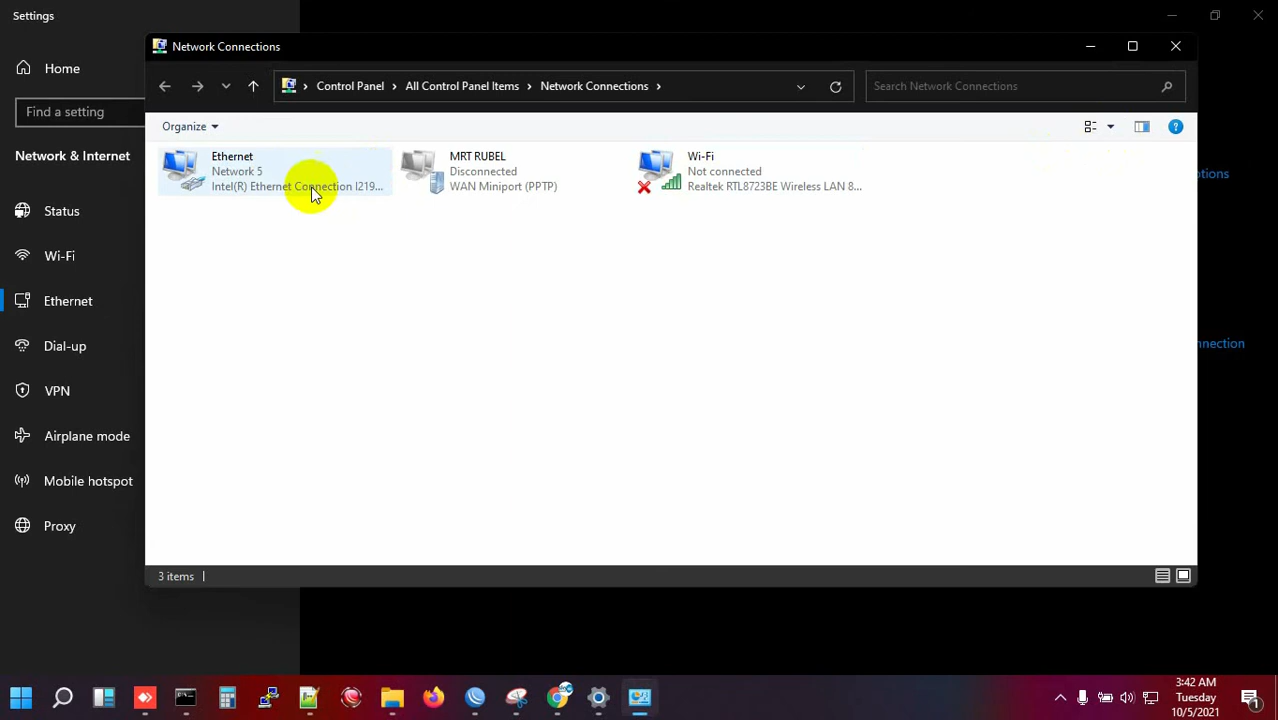 Settings
Home
Find a setting
Network & Internet
Status
Wi-Fi
Ethernet
Dial-up
VPN
Airplane mode
Mobile hotspot
Proxy
Network Connections
Control Panel
All Control Panel Items
Network Connections
Search Network Connections
Organize
Ethernet
Network 5
Intel(R) Ethernet Connection I219...
MRT RUBEL
Disconnected
WAN Miniport (PPTP)
Wi-Fi
Not connected
Realtek RTL8723BE Wireless LAN 8...
otions
nnection
3 items
3:42 AM
Tuesday
10/5/2021
1